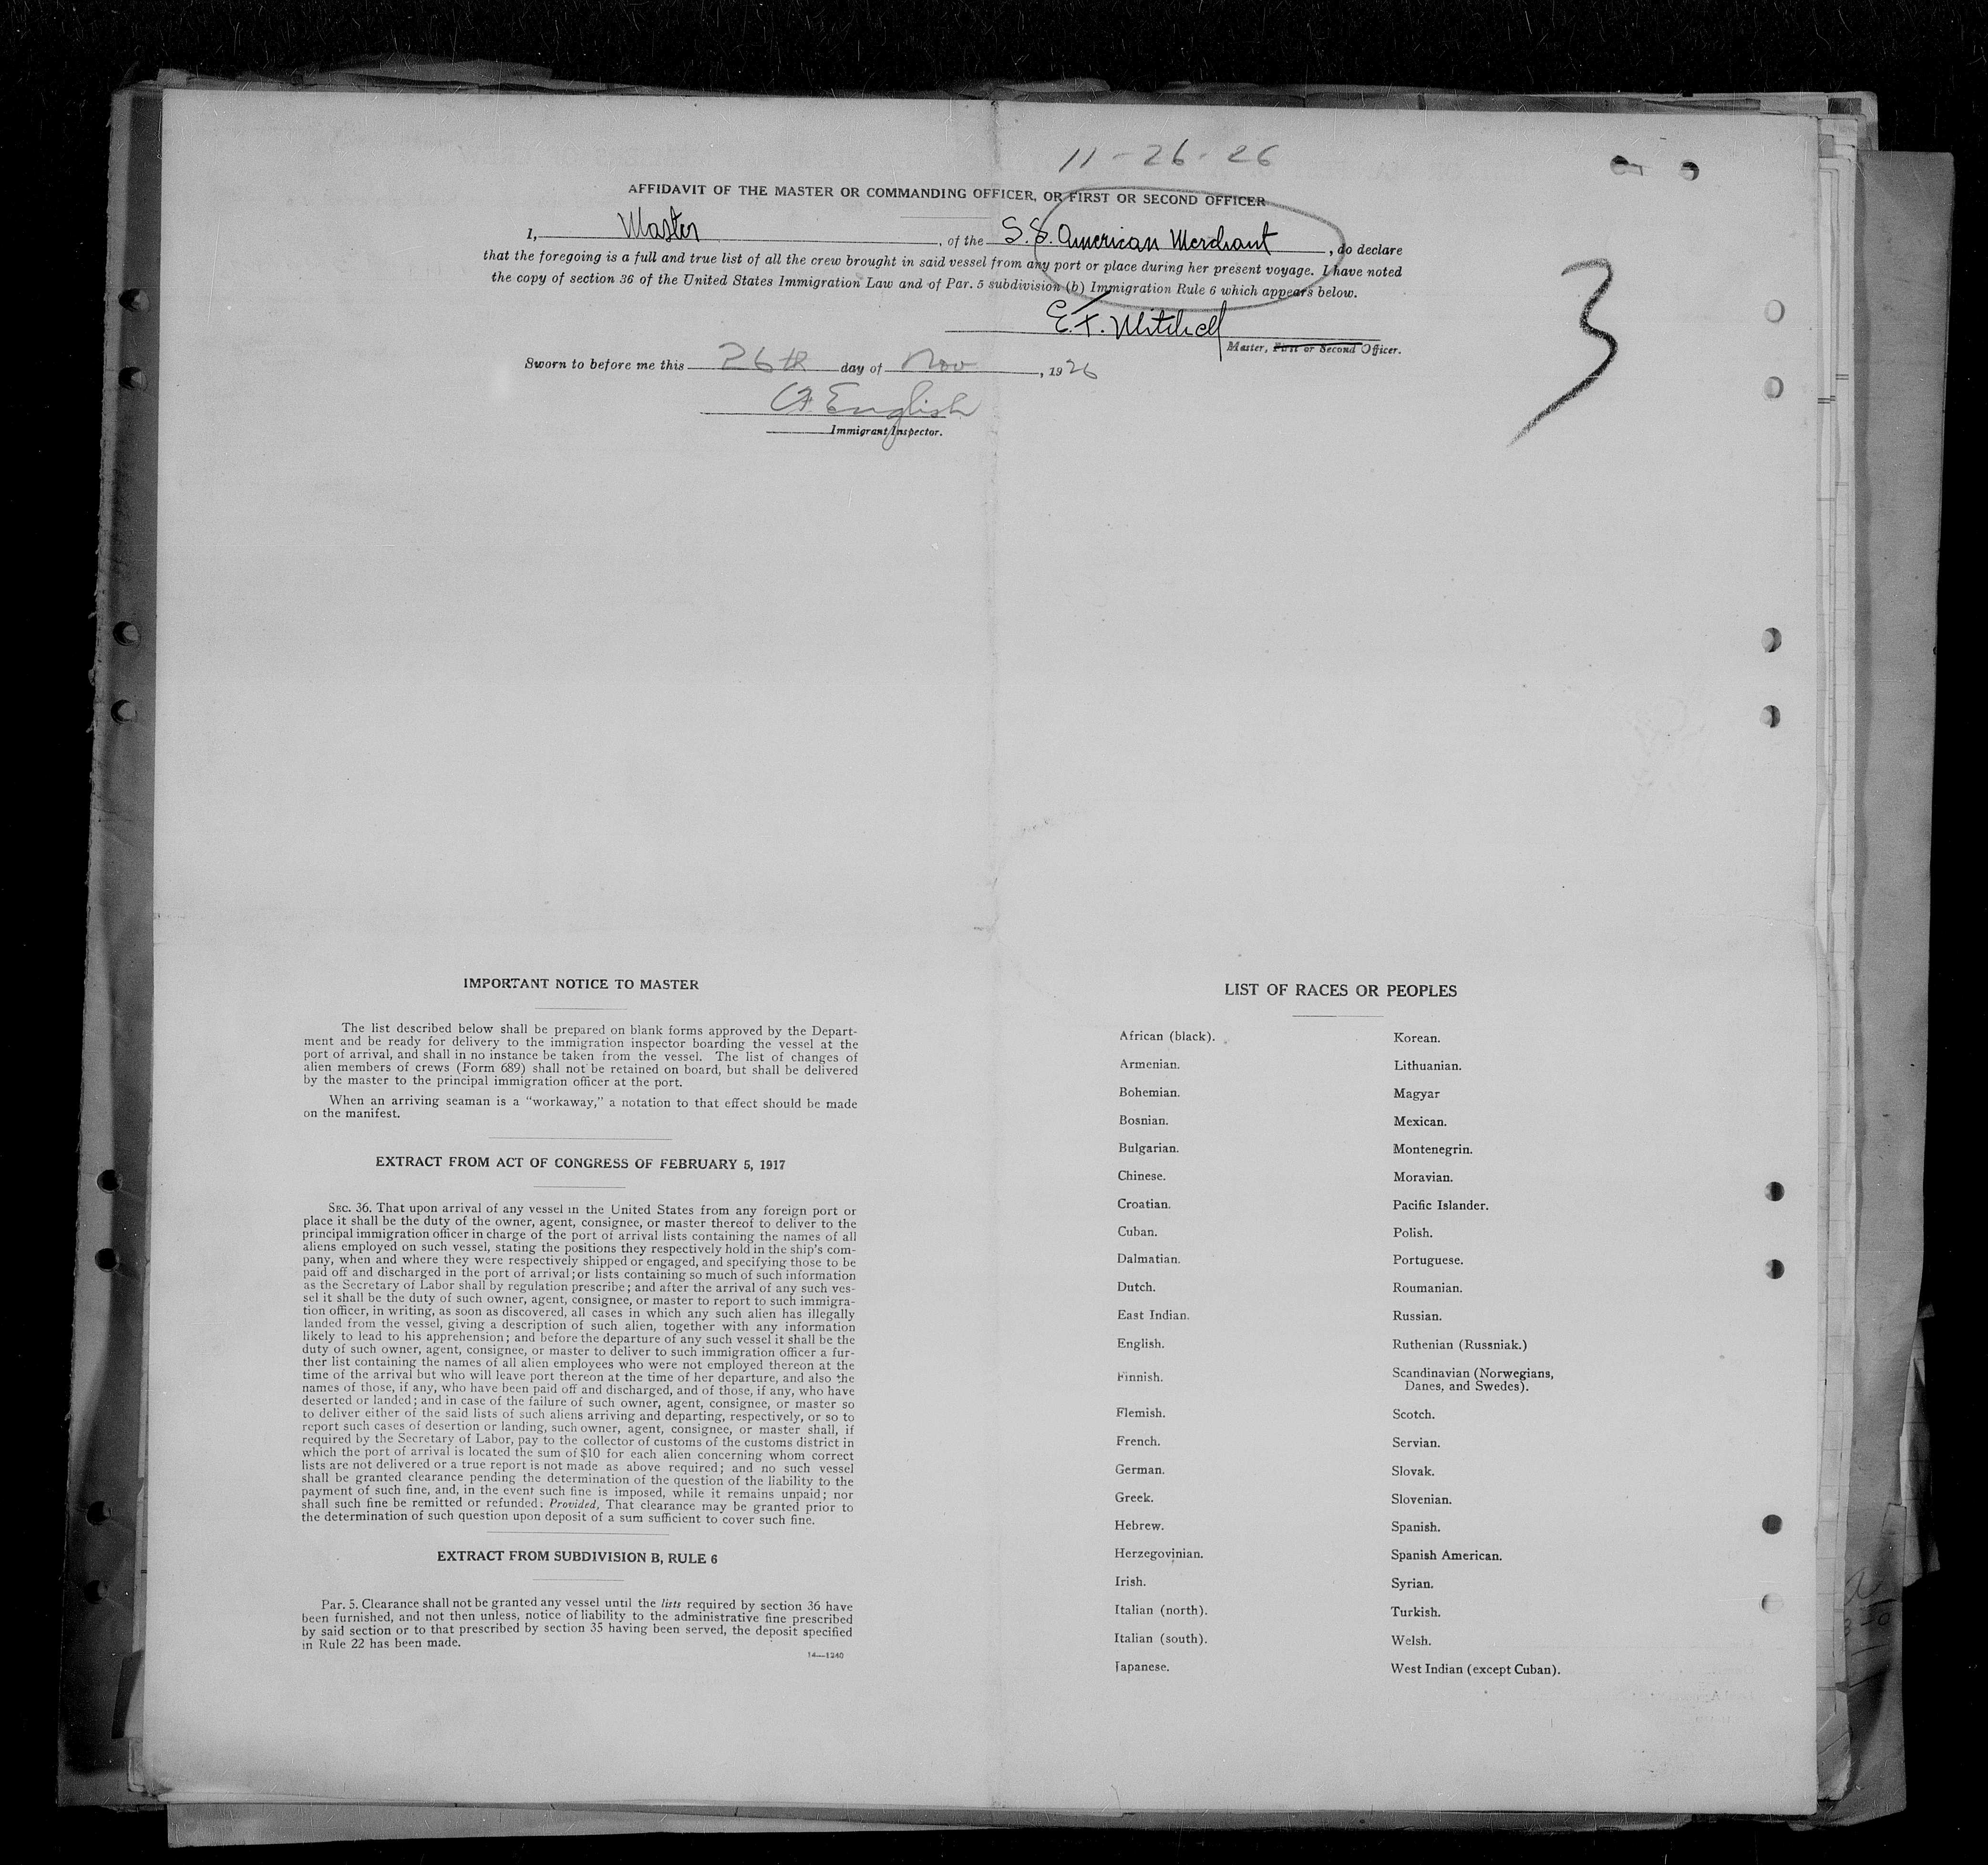 11-26-26
AFFIDAVIT OF THE MASTER OR COMMANDING OFFICER, OR FIRST OR SECOND OFFICER
I, Master, of the S.S. American Merchant, do declare
that the foregoing is a full and true list of all the crew brought in said vessel from any port or place during her present voyage. I have noted
the copy of section 36 of the United States Immigration Law and of Par. 5 subdivision (b) Immigration Rule 6 which appears below.
3
E. T. Mitchell
Master, First or Second Officer.
Sworn to before me this 26th day of Nov, 1926
English
Immigrant Inspector.
IMPORTANT NOTICE TO MASTER
The list described below shall be prepared on blank forms approved by the Depart-
ment and be ready for delivery to the immigration inspector boarding the vessel at the
port of arrival, and shall in no instance be taken from the vessel. The list of changes of
alien members of crews (Form 689) shall not be retained on board, but shall be delivered
by the master to the principal immigration officer at the port.
When an arriving seaman is a "workaway," a notation to that effect should be made
on the manifest.
EXTRACT FROM ACT OF CONGRESS OF FEBRUARY 5, 1917
SEC. 36. That upon arrival of any vessel in the United States from any foreign port or
place it shall be the duty of the owner, agent, consignee, or master thereof to deliver to the
principal immigration officer in charge of the port of arrival lists containing the names of all
aliens employed on such vessel, stating the positions they respectively hold in the ship's com-
pany, when and where they were respectively shipped or engaged, and specifying those to be
paid off and discharged in the port of arrival; or lists containing so much of such information
as the Secretary of Labor shall by regulation prescribe; and after the arrival of any such ves-
sel it shall be the duty of such owner, agent, consignee, or master to report to such immigra-
tion officer, in writing, as soon as discovered, all cases in which any such alien has illegally
landed from the vessel, giving a description of such alien, together with any information
likely to lead to his apprehension; and before the departure of any such vessel it shall be the
duty of such owner, agent, consignee, or master to deliver to such immigration officer a fur-
ther list containing the names of all alien employees who were not employed thereon at the
time of the arrival but who will leave port thereon at the time of her departure, and also the
names of those, if any, who have been paid off and discharged, and of those, if any, who have
deserted or landed; and in case of the failure of such owner, agent, consignee, or master so
to deliver either of the said lists of such aliens arriving and departing, respectively, or so to
report such cases of desertion or landing, such owner, agent, consignee, or master shall, if
required by the Secretary of Labor, pay to the collector of customs of the customs district in
which the port of arrival is located the sum of $10 for each alien concerning whom correct
lists are not delivered or a true report is not made as above required; and no such vessel
shall be granted clearance pending the determination of the question of the liability to the
payment of such fine, and, in the event such fine is imposed, while it remains unpaid; nor
shall such fine be remitted or refunded: Provided, That clearance may be granted prior to
the determination of such question upon deposit of a sum sufficient to cover such fine.
EXTRACT FROM SUBDIVISION B, RULE 6
Par. 5. Clearance shall not be granted any vessel until the lists required by section 36 have
been furnished, and not then unless, notice of liability to the administrative fine prescribed
by said section or to that prescribed by section 35 having been served, the deposit specified
in Rule 22 has been made.
14—1240
LIST OF RACES OR PEOPLES
African (black).
Armenian.
Bohemian.
Bosnian.
Bulgarian.
Chinese.
Croatian.
Cuban.
Dalmatian.
Dutch.
East Indian.
English.
Finnish.
Flemish.
French.
German.
Greek.
Hebrew.
Herzegovinian.
Irish.
Italian (north).
Italian (south).
Japanese.
Korean.
Lithuanian.
Magyar
Mexican.
Montenegrin.
Moravian.
Pacific Islander.
Polish.
Portuguese.
Roumanian.
Russian.
Ruthenian (Russniak.)
Scandinavian (Norwegians,
Danes, and Swedes).
Scotch.
Servian.
Slovak.
Slovenian.
Spanish.
Spanish American.
Syrian.
Turkish.
Welsh.
West Indian (except Cuban).